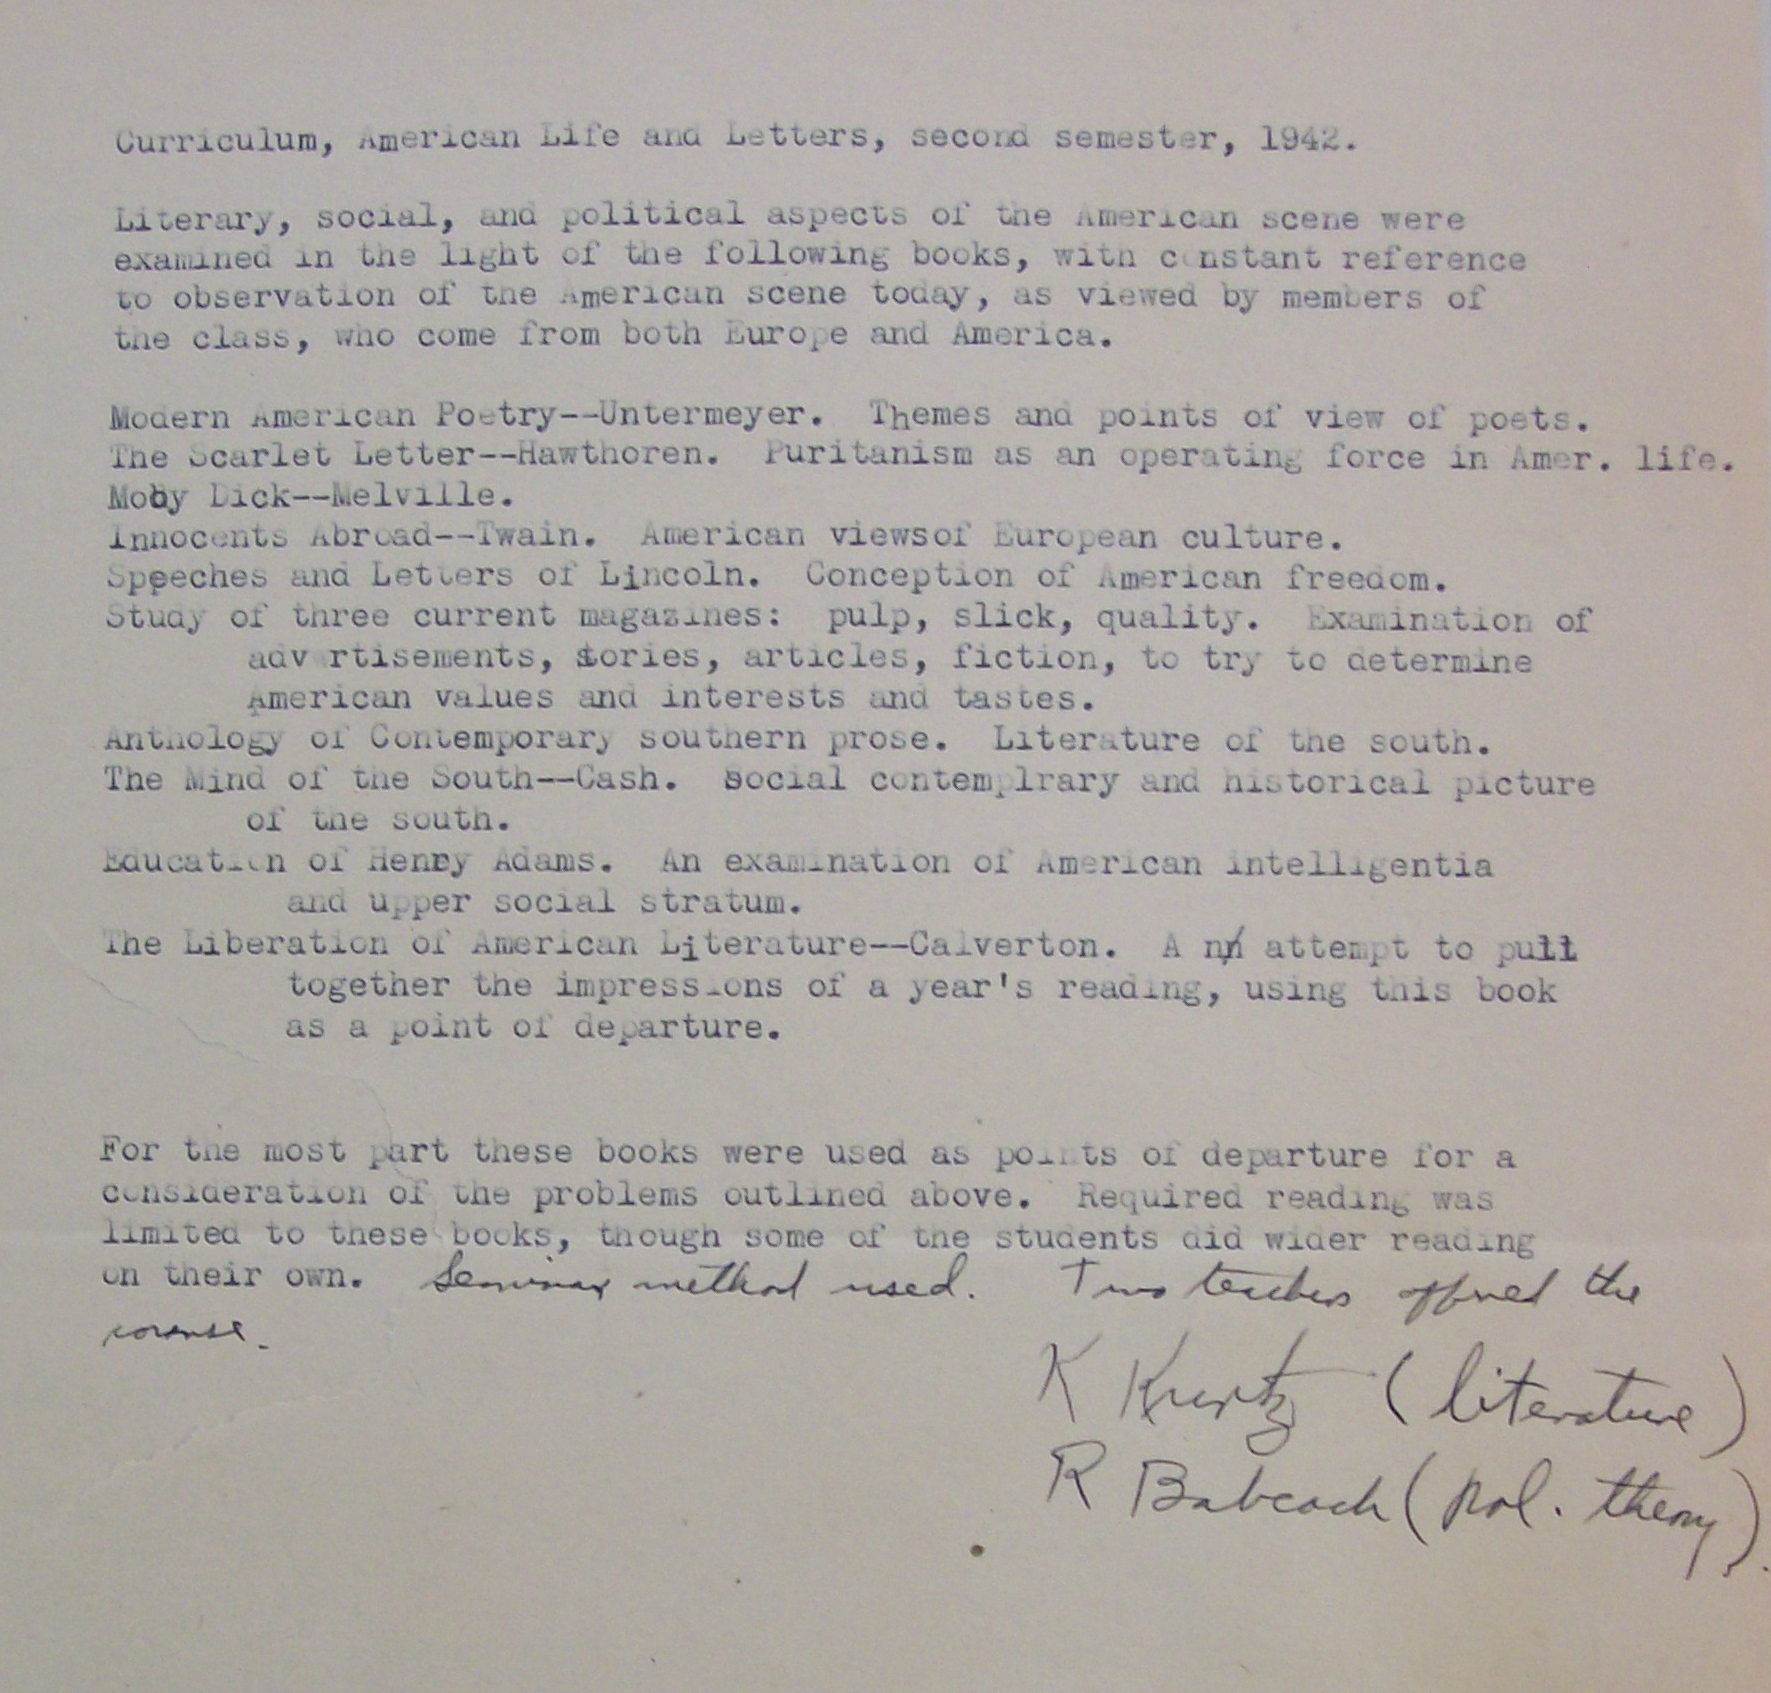 Curriculum, American Life and Letters, second semester, 1942.
Literary, social, and political aspects of the American scene were
examined in the light of the following books, with constant reference
to observation of the American scene today, as viewed by members of
the class, who come from both Europe and America.
Modern American Poetry--Untermeyer.  Themes and points of view of poets.
The Scarlet Letter--Hawthoren.  Puritanism as an operating force in Amer. life.
Moby Dick--Melville.
Innocents Abroad--Twain.  American viewsof European culture.
Speeches and Letters of Lincoln.  Conception of American freedom.
Study of three current magazines:  pulp, slick, quality.  Examination of
advertisements, stories, articles, fiction, to try to determine
American values and interests and tastes.
Anthology of Contemporary southern prose.  Literature of the south.
The Mind of the South--Cash.  Social contemplrary and historical picture
of the south.
Education of Henry Adams.  An examination of American intelligentia
and upper social stratum.
The Liberation of American Literature--Calverton.  A n attempt to pull
together the impressions of a year's reading, using this book
as a point of departure.
For the most part these books were used as points of departure for a
consideration of the problems outlined above.  Required reading was
limited to these books, though some of the students did wider reading
on their own.  Seminar method used.  Two teachers offered the
course.
K Kurtz (literature)
R Babcock (pol. theory).